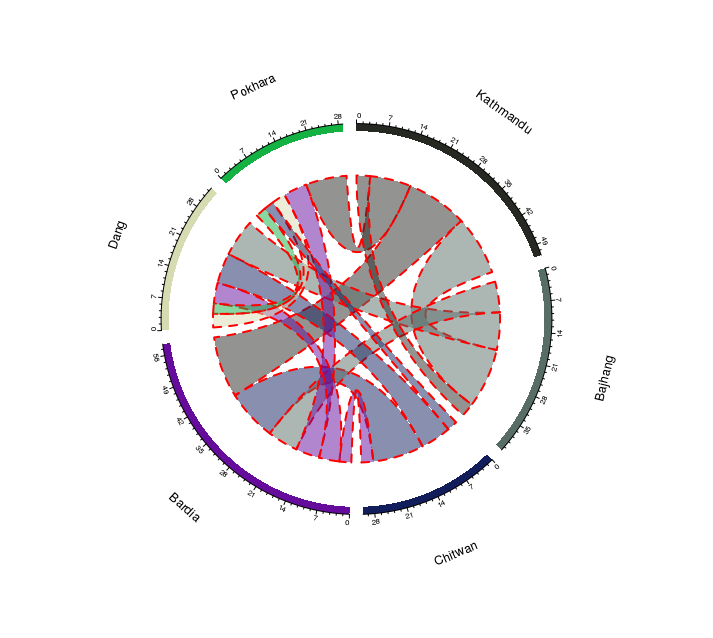 Pokhara
0 7 14 21 28
Kathmandu
0 7 14 21 28 35 42 49
Dang
0 7 14 21 28
Bajhang
0 7 14 21 28 35
Bardia
0 7 14 21 28 35 42 49 56
Chitwan
0 7 14 21 28